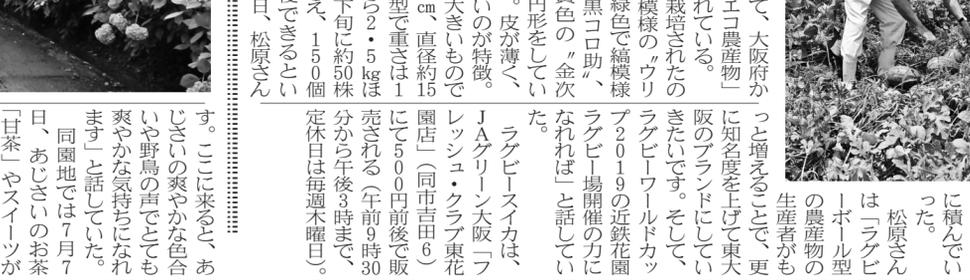 て、大阪府か
エコ農産物」
れている。
栽培されたの
模様の〝ウリ
緑色で縞模様
黒コロ助〟、
黄色の〝金次
円形をしてい
。皮が薄く、
いのが特徴。
大きいもので
cm、直径約15
型で重さは1
ら2・5kgほ
下旬に約50株
え、150個
できるとい
日、松原さん
に積んでい
った。
松原さん
は「ラグビ
ーボール型
の農産物の
生産者がも
っと増えることで、更
に知名度を上げて東大
阪のブランドにしてい
きたいです。そして、
ラグビーワールドカッ
プ2019の近鉄花園
ラグビー場開催の力に
なれれば」と話してい
た。
ラグビースイカは、
JAグリーン大阪「フ
レッシュ・クラブ東花
園店」（同市吉田6）
にて500円前後で販
売される（午前9時30
分から午後3時まで、
定休日は毎週木曜日）。
す。ここに来ると、あ
じさいの爽やかな色合
いや野鳥の声でとても
爽やかな気持ちになれ
ます」と話していた。
同園地では7月7
日、あじさいのお茶
「甘茶」やスイーツが